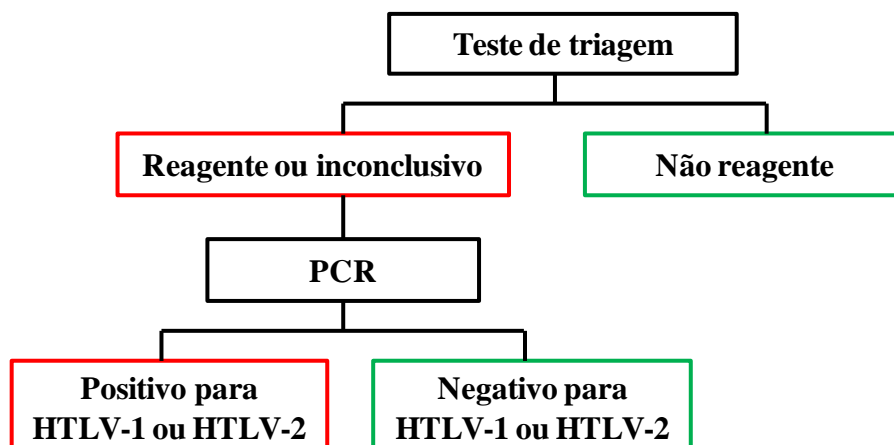 Teste de triagem
Reagente ou inconclusivo
Não reagente
PCR
Positivo para
HTLV-1 ou HTLV-2
Negativo para
HTLV-1 ou HTLV-2